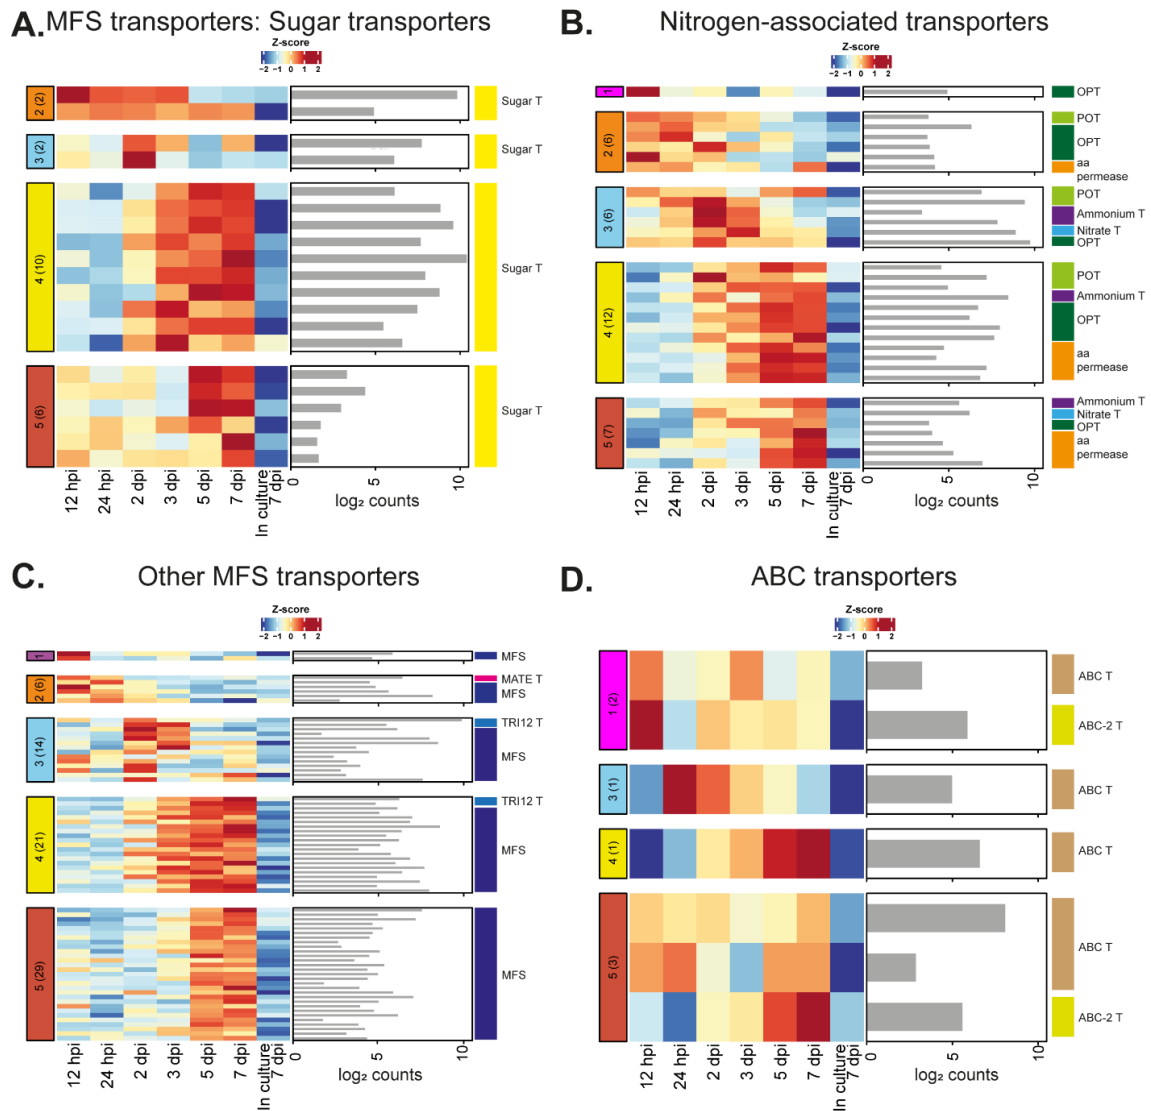 A. MFS transporters: Sugar transporters
Z-score
−2 −1 0 1 2
2 (2)
Sugar T
3 (2)
Sugar T
4 (10)
Sugar T
5 (6)
Sugar T
12 hpi
24 hpi
2 dpi
3 dpi
5 dpi
7 dpi
In culture
7 dpi
0 5 10
log₂ counts
B. Nitrogen-associated transporters
Z-score
−2 −1 0 1 2
1
OPT
2 (6)
POT
OPT
aa
permease
3 (6)
POT
Ammonium T
Nitrate T
OPT
4 (12)
POT
Ammonium T
OPT
aa
permease
5 (7)
Ammonium T
Nitrate T
OPT
aa
permease
12 hpi
24 hpi
2 dpi
3 dpi
5 dpi
7 dpi
In culture
7 dpi
0 5 10
log₂ counts
C. Other MFS transporters
Z-score
−2 −1 0 1 2
1
MFS
2 (6)
MATE T
MFS
3 (14)
TRI12 T
MFS
4 (21)
TRI12 T
MFS
5 (29)
MFS
12 hpi
24 hpi
2 dpi
3 dpi
5 dpi
7 dpi
In culture
7 dpi
0 5 10
log₂ counts
D. ABC transporters
Z-score
−2 −1 0 1 2
1 (2)
ABC T
ABC-2 T
3 (1)
ABC T
4 (1)
ABC T
5 (3)
ABC T
ABC-2 T
12 hpi
24 hpi
2 dpi
3 dpi
5 dpi
7 dpi
In culture
7 dpi
0 5 10
log₂ counts